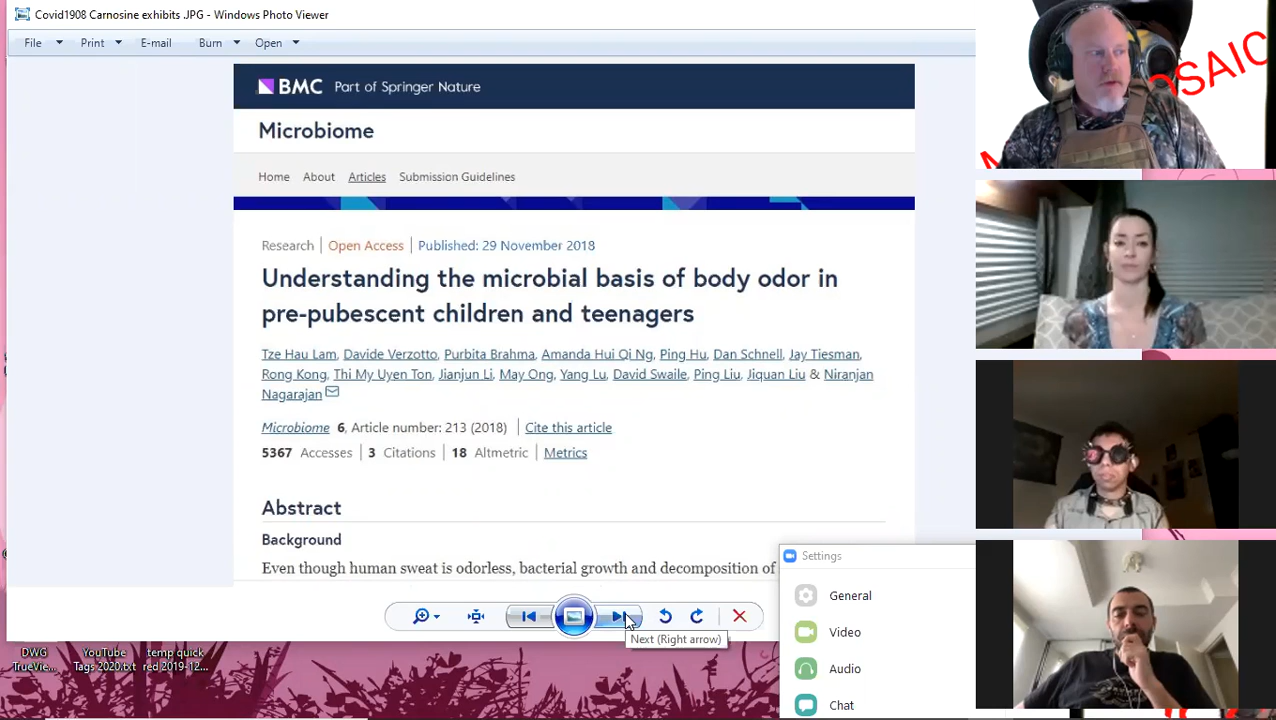 Covid1908 Carnosine exhibits .JPG - Windows Photo Viewer
File Print E-mail Burn Open
BMC Part of Springer Nature
Microbiome
Home About Articles Submission Guidelines
Research Open Access Published: 29 November 2018
Understanding the microbial basis of body odor in
pre-pubescent children and teenagers
Tze Hau Lam, Davide Verzotto, Purbita Brahma, Amanda Hui Qi Ng, Ping Hu, Dan Schnell, Jay Tiesman,
Rong Kong, Thi My Uyen Ton, Jianjun Li, May Ong, Yang Lu, David Swaile, Ping Liu, Jiquan Liu & Niranjan
Nagarajan
Microbiome 6, Article number: 213 (2018) Cite this article
5367 Accesses 3 Citations 18 Altmetric Metrics
Abstract
Background
Even though human sweat is odorless, bacterial growth and decomposition of
Next (Right arrow)
DWG
TrueVie...
YouTube
Tags 2020.txt
temp quick
red 2019-12...
Settings
General
Video
Audio
Chat